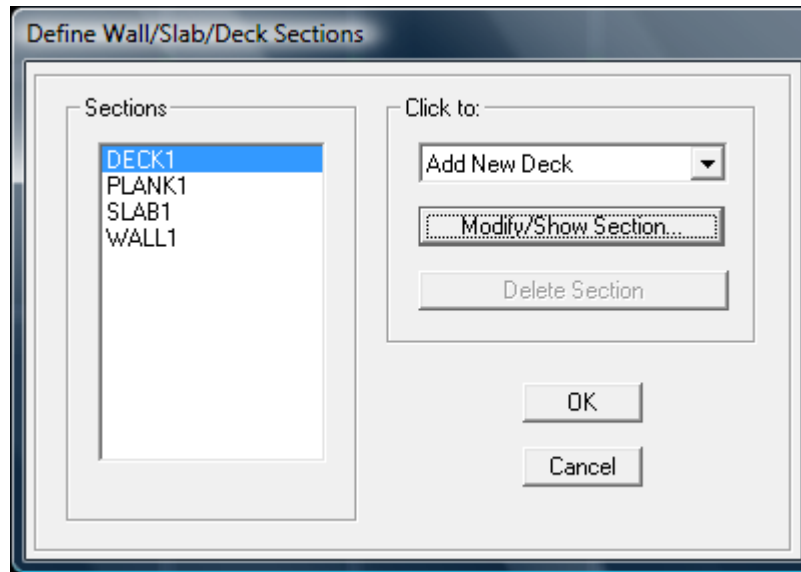 Define Wall/Slab/Deck Sections
Sections
DECK1
PLANK1
SLAB1
WALL1
Click to:
Add New Deck
Modify/Show Section...
Delete Section
OK
Cancel